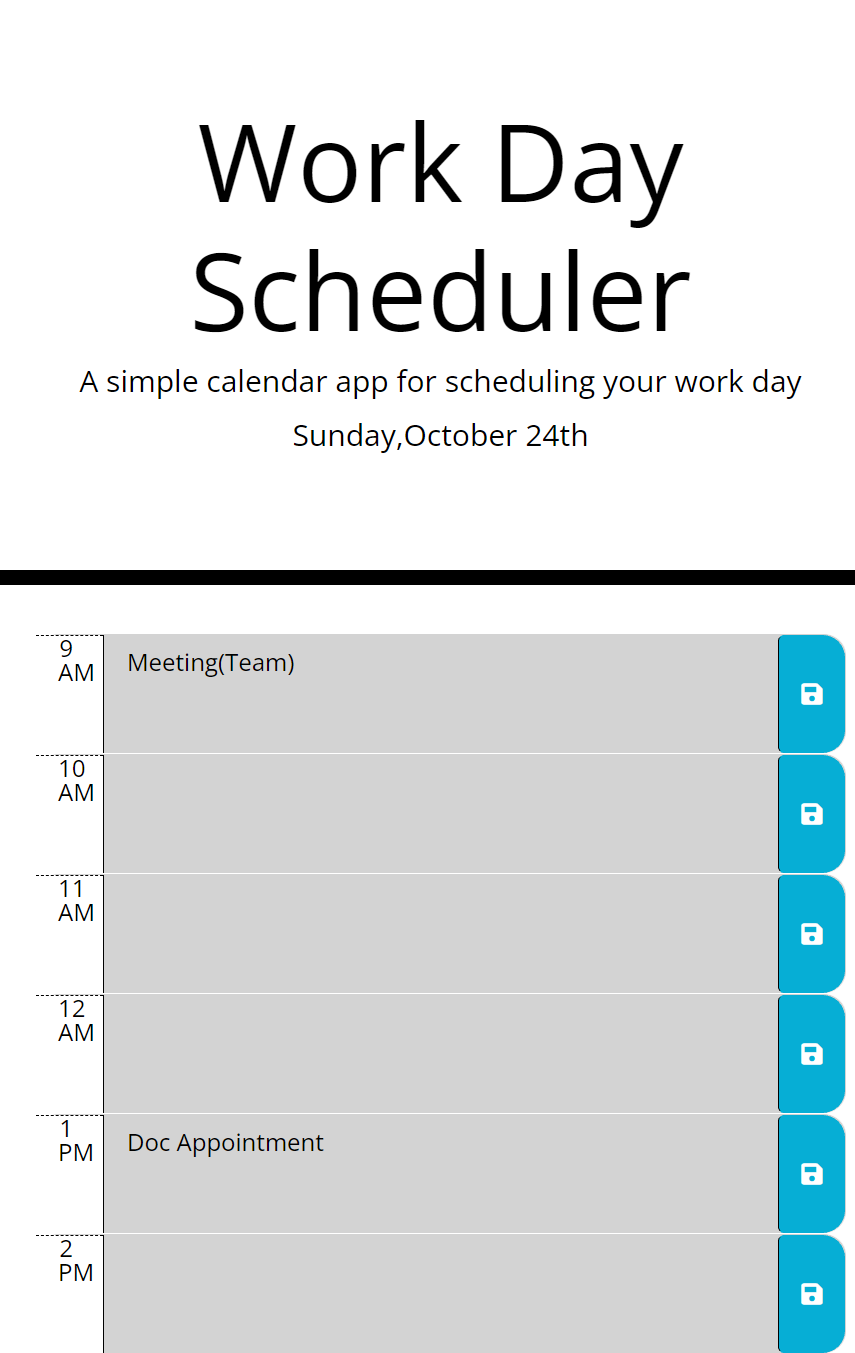 Work Day
Scheduler
A simple calendar app for scheduling your work day
Sunday,October 24th
9
AM
Meeting(Team)
10
AM
11
AM
12
AM
1
PM
Doc Appointment
2
PM